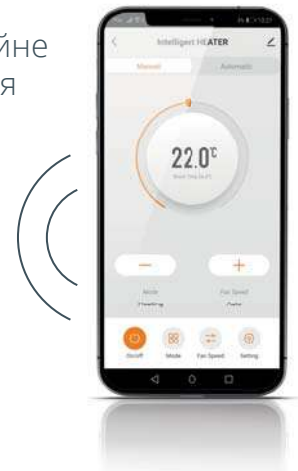 йне
я
Intelligent HEATER
Manual
Automatic
22.0°C
Mode
Fan Speed
On/off
Mode
Fan Speed
Setting